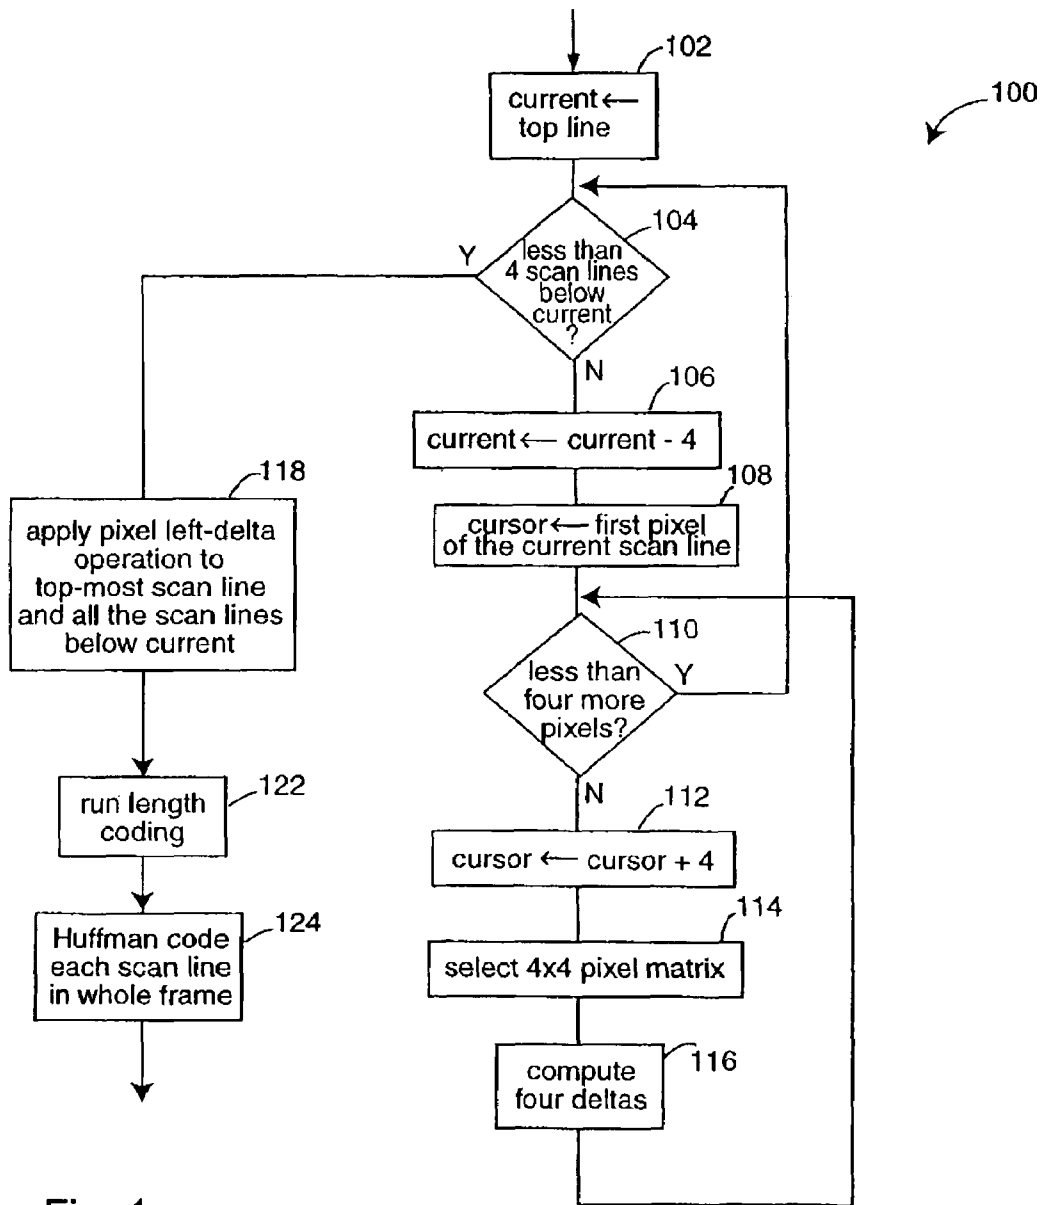 102
current ←
top line
100
104
Y
less than
4 scan lines
below
current
?
N
106
current ← current - 4
108
cursor ← first pixel
of the current scan line
118
apply pixel left-delta
operation to
top-most scan line
and all the scan lines
below current
110
less than
four more
pixels?
Y
N
122
run length
coding
112
cursor ← cursor + 4
124
Huffman code
each scan line
in whole frame
114
select 4x4 pixel matrix
116
compute
four deltas